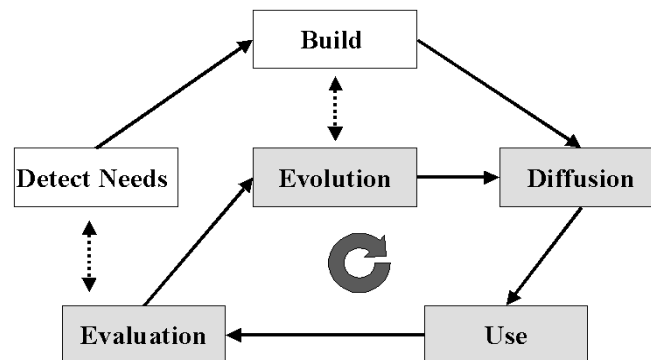 Build
Detect Needs
Evolution
Diffusion
Evaluation
Use